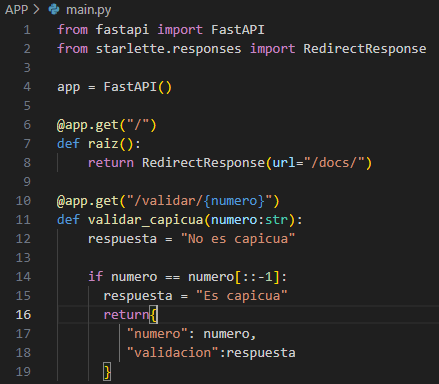 APP > main.py
1 from fastapi import FastAPI
2 from starlette.responses import RedirectResponse
3
4 app = FastAPI()
5
6 @app.get("/")
7 def raiz():
8     return RedirectResponse(url="/docs/")
9
10 @app.get("/validar/{numero}")
11 def validar_capicua(numero:str):
12     respuesta = "No es capicua"
13
14     if numero == numero[::-1]:
15       respuesta = "Es capicua"
16       return{
17          "numero": numero,
18          "validacion":respuesta
19       }